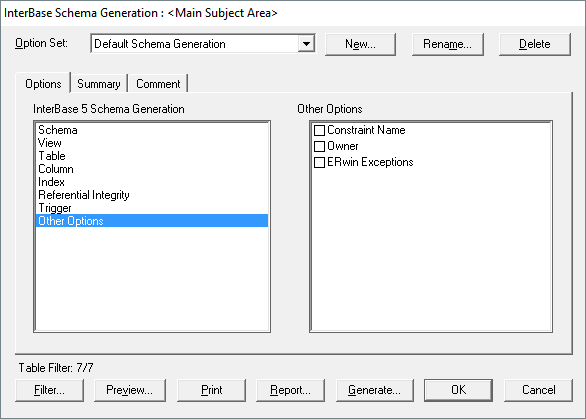 InterBase Schema Generation : <Main Subject Area>
Option Set: Default Schema Generation New... Rename... Delete
Options Summary Comment
InterBase 5 Schema Generation
Schema
View
Table
Column
Index
Referential Integrity
Trigger
Other Options
Other Options
Constraint Name
Owner
ERwin Exceptions
Table Filter: 7/7
Filter... Preview... Print Report... Generate... OK Cancel